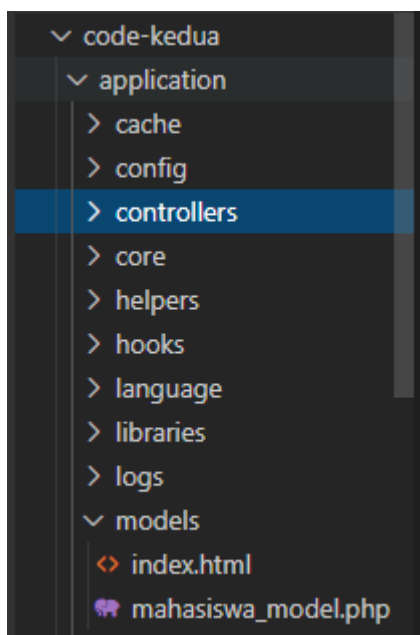 code-kedua
application
cache
config
controllers
core
helpers
hooks
language
libraries
logs
models
index.html
mahasiswa_model.php